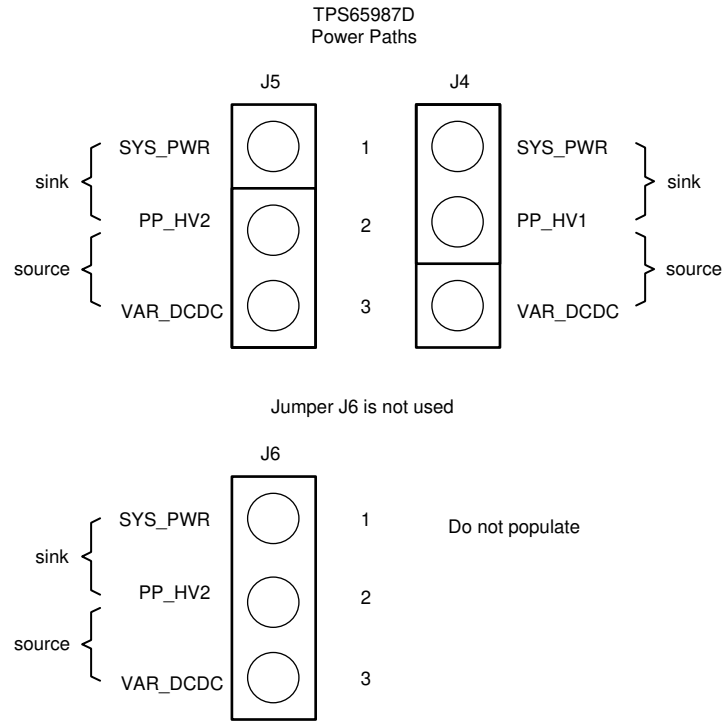 TPS65987D
Power Paths
J5
J4
SYS_PWR
1
SYS_PWR
sink
sink
PP_HV2
2
PP_HV1
source
source
VAR_DCDC
3
VAR_DCDC
Jumper J6 is not used
J6
SYS_PWR
1
Do not populate
sink
PP_HV2
2
source
VAR_DCDC
3